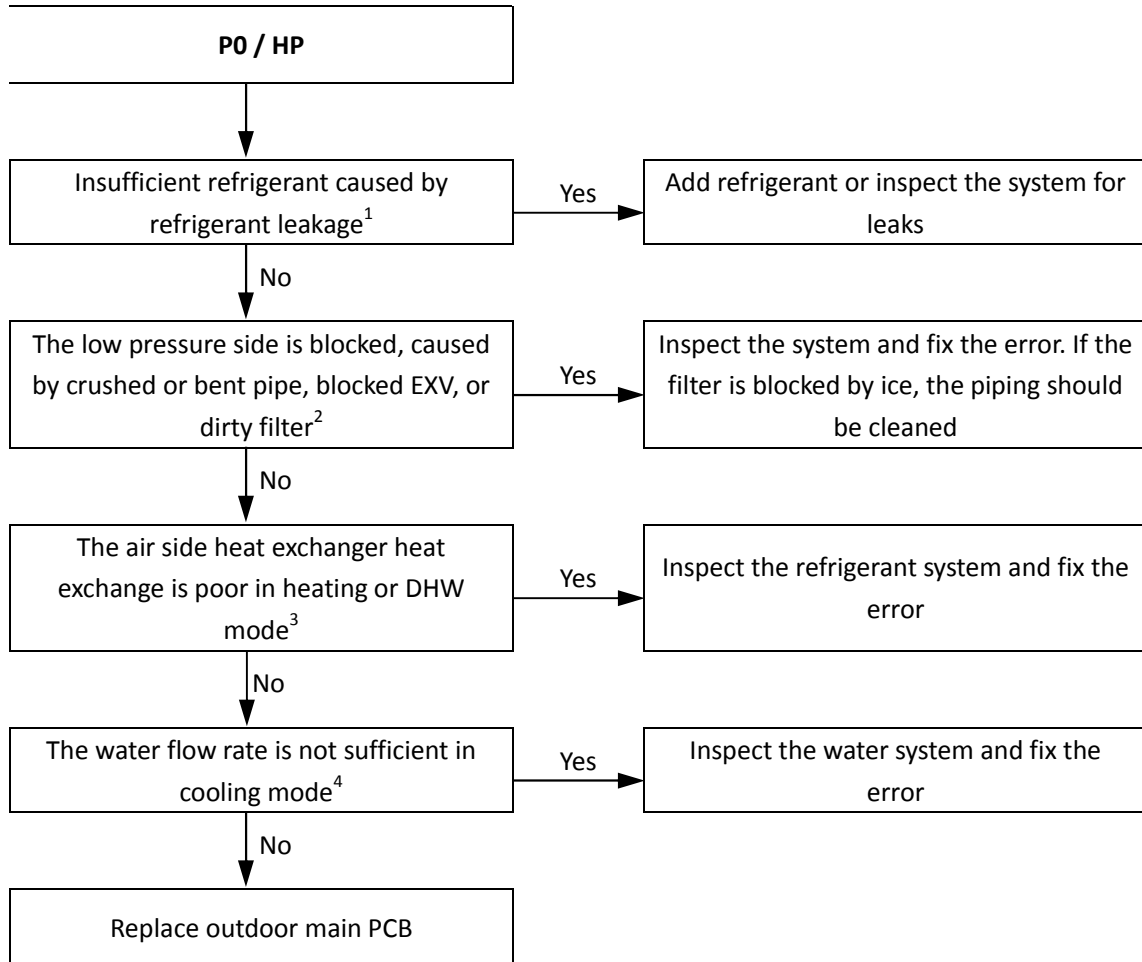 P0 / HP
Insufficient refrigerant caused by
refrigerant leakage1
Yes
Add refrigerant or inspect the system for
leaks
No
The low pressure side is blocked, caused
by crushed or bent pipe, blocked EXV, or
dirty filter2
Yes
Inspect the system and fix the error. If the
filter is blocked by ice, the piping should
be cleaned
No
The air side heat exchanger heat
exchange is poor in heating or DHW
mode3
Yes
Inspect the refrigerant system and fix the
error
No
The water flow rate is not sufficient in
cooling mode4
Yes
Inspect the water system and fix the
error
No
Replace outdoor main PCB